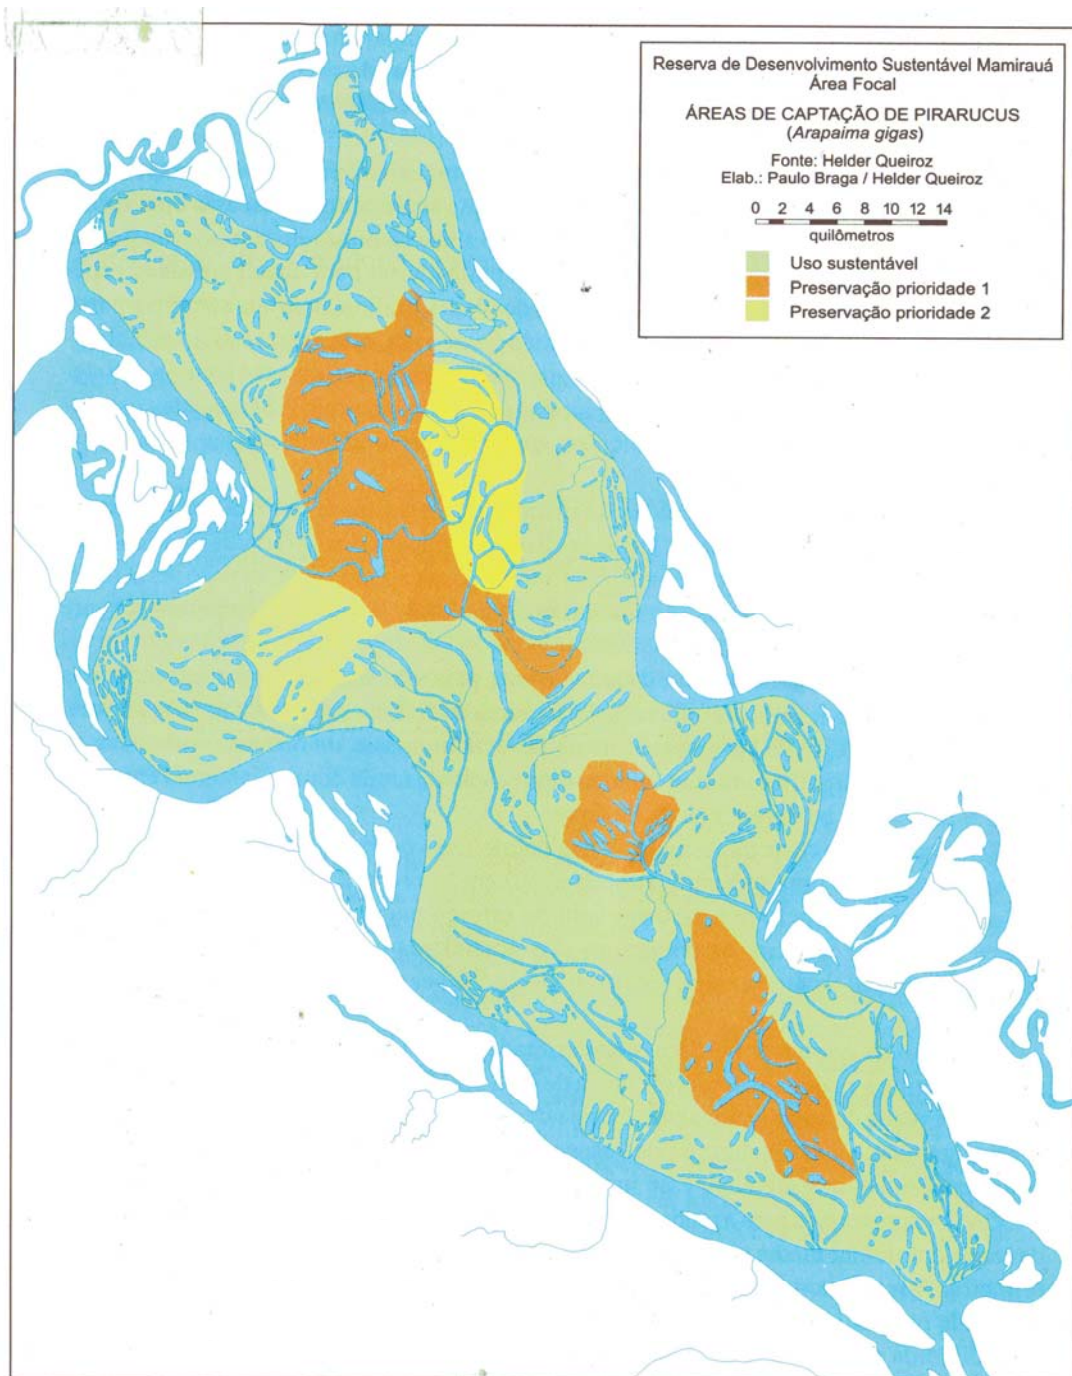 Reserva de Desenvolvimento Sustentável Mamirauá
Área Focal
ÁREAS DE CAPTAÇÃO DE PIRARUCUS
(Arapaima gigas)
Fonte: Helder Queiroz
Elab.: Paulo Braga / Helder Queiroz
0 2 4 6 8 10 12 14
quilômetros
Uso sustentável
Preservação prioridade 1
Preservação prioridade 2